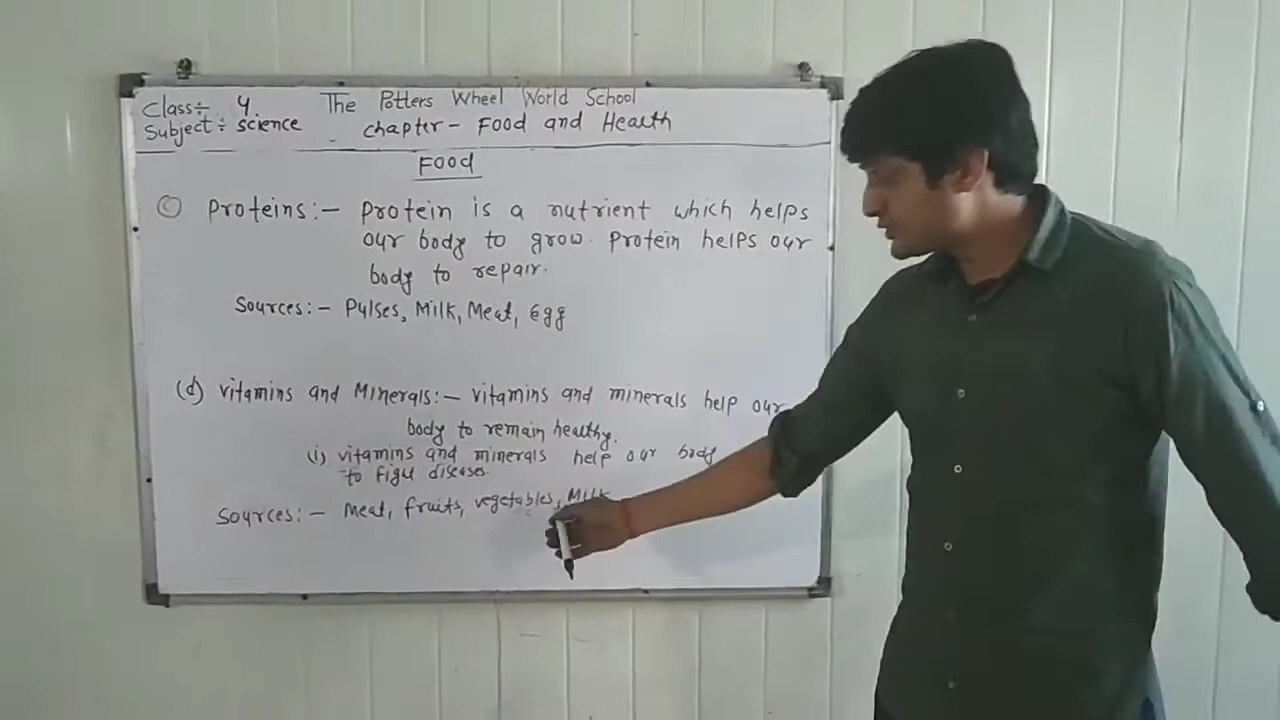 Class÷ 4. The Potters Wheel World School
Subject÷ science chapter- Food and Health
Food
(c) Proteins:- Protein is a nutrient which helps
our body to grow. Protein helps our
body to repair.
Sources:- Pulses, Milk, Meat, Egg
(d) Vitamins and Minerals:- Vitamins and minerals help our
body to remain healthy.
(i) Vitamins and minerals help our body
to fight diseases.
Sources:- Meat, fruits, vegetables, Milk